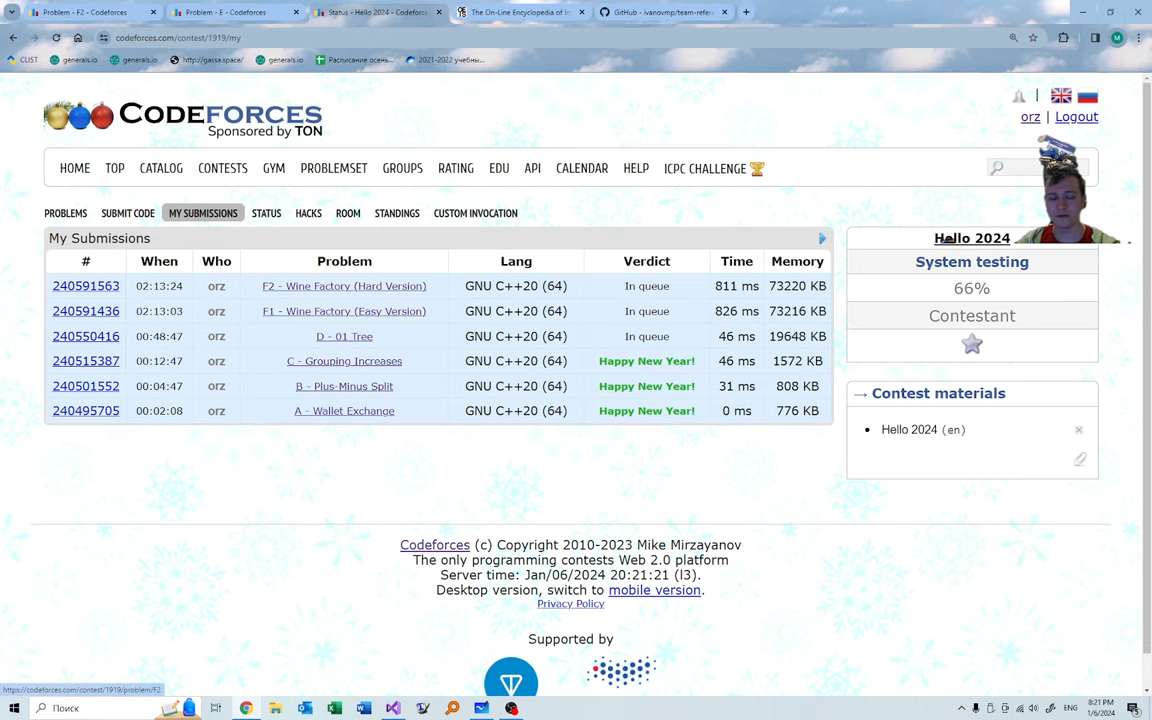 Problem - F2 - Codeforces
Problem - E - Codeforces
Status - Hello 2024 - Codeforc
The On-Line Encyclopedia of In
GitHub - ivanovmp/team-refere
codeforces.com/contest/1919/my
CLIST
generals.io
generals.io
http://gassa.space/
generals.io
Расписание осень...
2021-2022 учебны...
CODEFORCES
Sponsored by TON
orz | Logout
HOME TOP CATALOG CONTESTS GYM PROBLEMSET GROUPS RATING EDU API CALENDAR HELP ICPC CHALLENGE
PROBLEMS SUBMIT CODE MY SUBMISSIONS STATUS HACKS ROOM STANDINGS CUSTOM INVOCATION
My Submissions
# When Who Problem Lang Verdict Time Memory
240591563 02:13:24 orz F2 - Wine Factory (Hard Version) GNU C++20 (64) In queue 811 ms 73220 KB
240591436 02:13:03 orz F1 - Wine Factory (Easy Version) GNU C++20 (64) In queue 826 ms 73216 KB
240550416 00:48:47 orz D - 01 Tree GNU C++20 (64) In queue 46 ms 19648 KB
240515387 00:12:47 orz C - Grouping Increases GNU C++20 (64) Happy New Year! 46 ms 1572 KB
240501552 00:04:47 orz B - Plus-Minus Split GNU C++20 (64) Happy New Year! 31 ms 808 KB
240495705 00:02:08 orz A - Wallet Exchange GNU C++20 (64) Happy New Year! 0 ms 776 KB
Hello 2024
System testing
66%
Contestant
→ Contest materials
Hello 2024 (en)
Codeforces (c) Copyright 2010-2023 Mike Mirzayanov
The only programming contests Web 2.0 platform
Server time: Jan/06/2024 20:21:21 (l3).
Desktop version, switch to mobile version.
Privacy Policy
Supported by
https://codeforces.com/contest/1919/problem/F2
Поиск
ENG
8:21 PM
1/6/2024